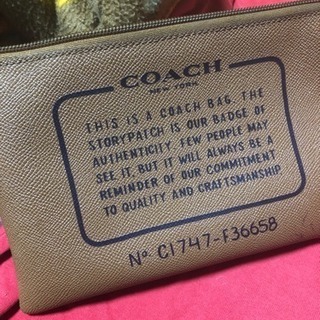 COACH
NEW YORK
THIS IS A COACH BAG. THE
STORYPATCH IS OUR BADGE OF
AUTHENTICITY. FEW PEOPLE MAY
SEE IT, BUT IT WILL ALWAYS BE A
REMINDER OF OUR COMMITMENT
TO QUALITY AND CRAFTSMANSHIP.
Nº C1747-F36658